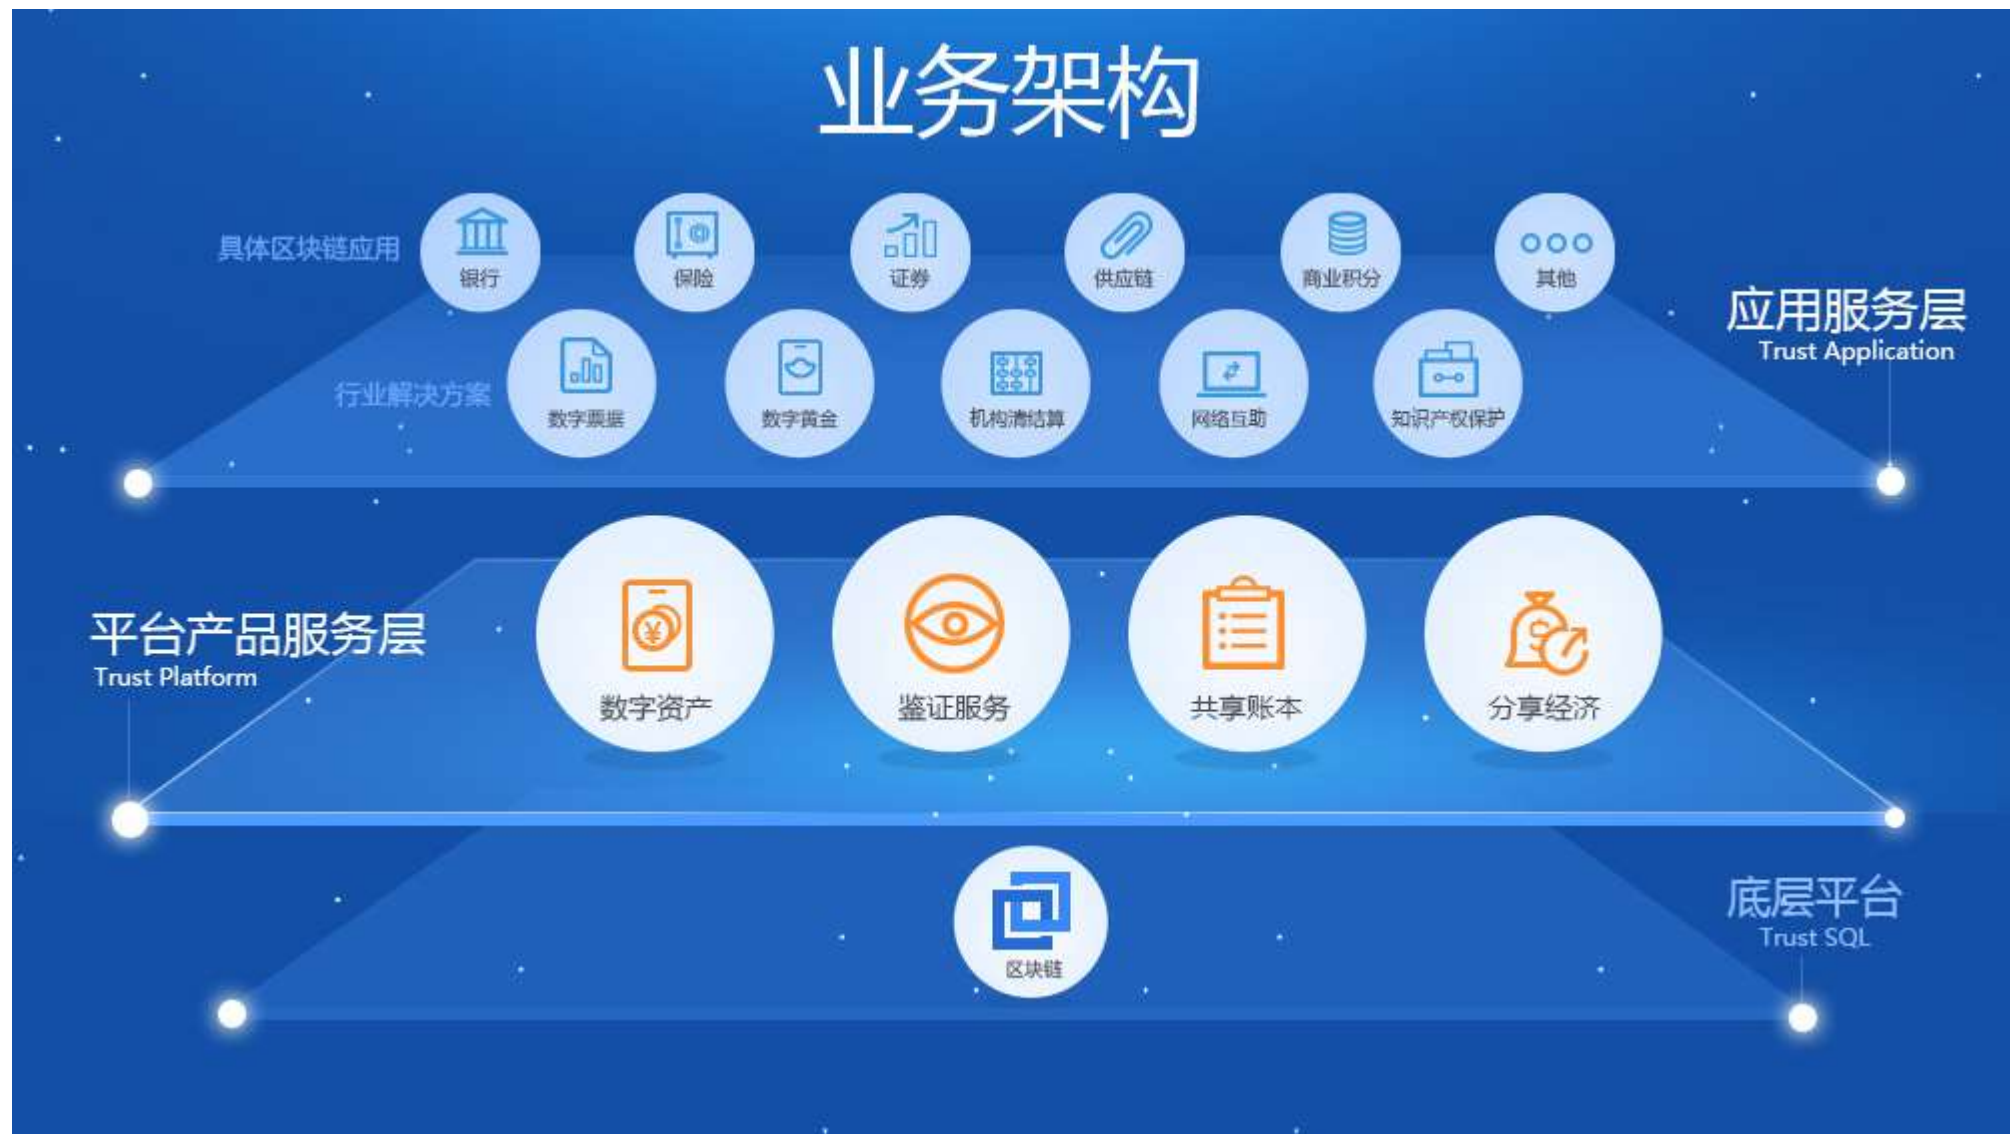 业务架构
具体区块链应用
银行
保险
证券
供应链
商业积分
其他
应用服务层
Trust Application
行业解决方案
数字票据
数字黄金
机构清结算
网络互助
知识产权保护
平台产品服务层
Trust Platform
数字资产
鉴证服务
共享账本
分享经济
底层平台
Trust SQL
区块链